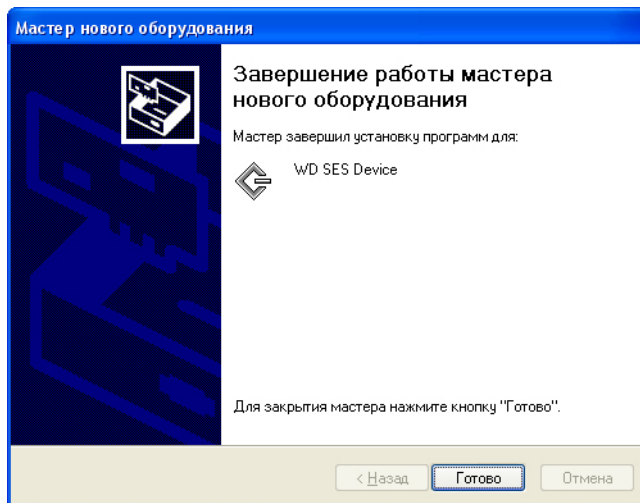 Мастер нового оборудования
Завершение работы мастера
нового оборудования
Мастер завершил установку программ для:
WD SES Device
Для закрытия мастера нажмите кнопку "Готово".
< Назад
Готово
Отмена